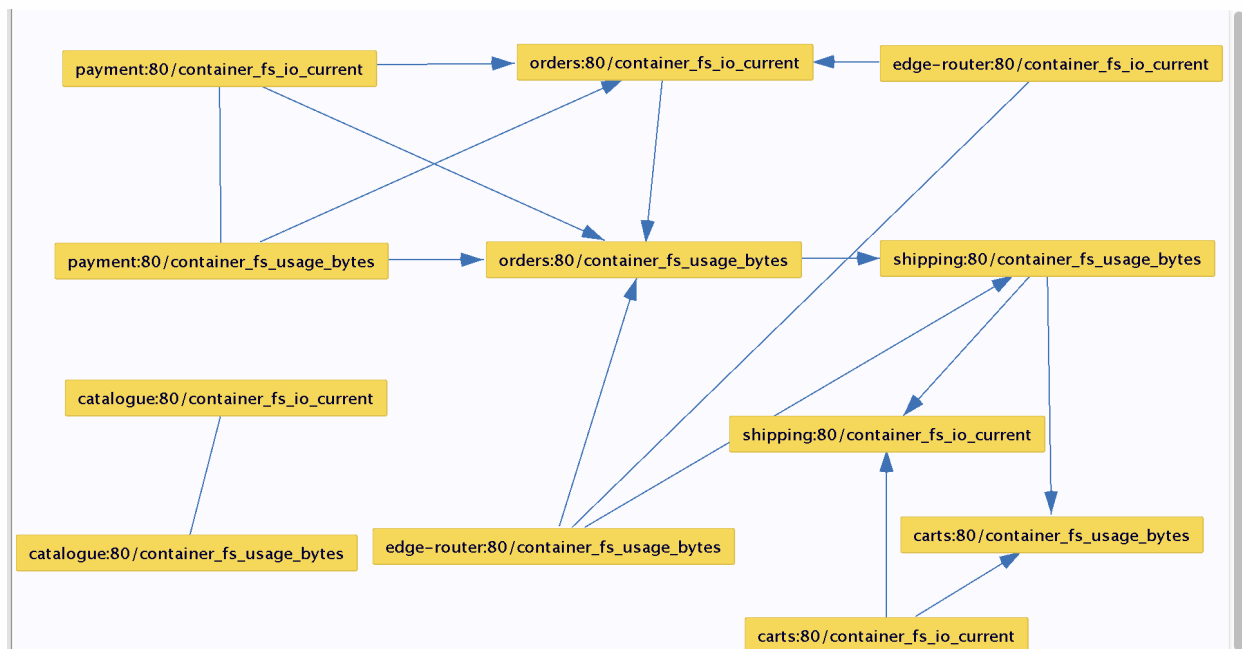 payment:80/container_fs_io_current
orders:80/container_fs_io_current
edge-router:80/container_fs_io_current
payment:80/container_fs_usage_bytes
orders:80/container_fs_usage_bytes
shipping:80/container_fs_usage_bytes
catalogue:80/container_fs_io_current
shipping:80/container_fs_io_current
catalogue:80/container_fs_usage_bytes
edge-router:80/container_fs_usage_bytes
carts:80/container_fs_usage_bytes
carts:80/container_fs_io_current